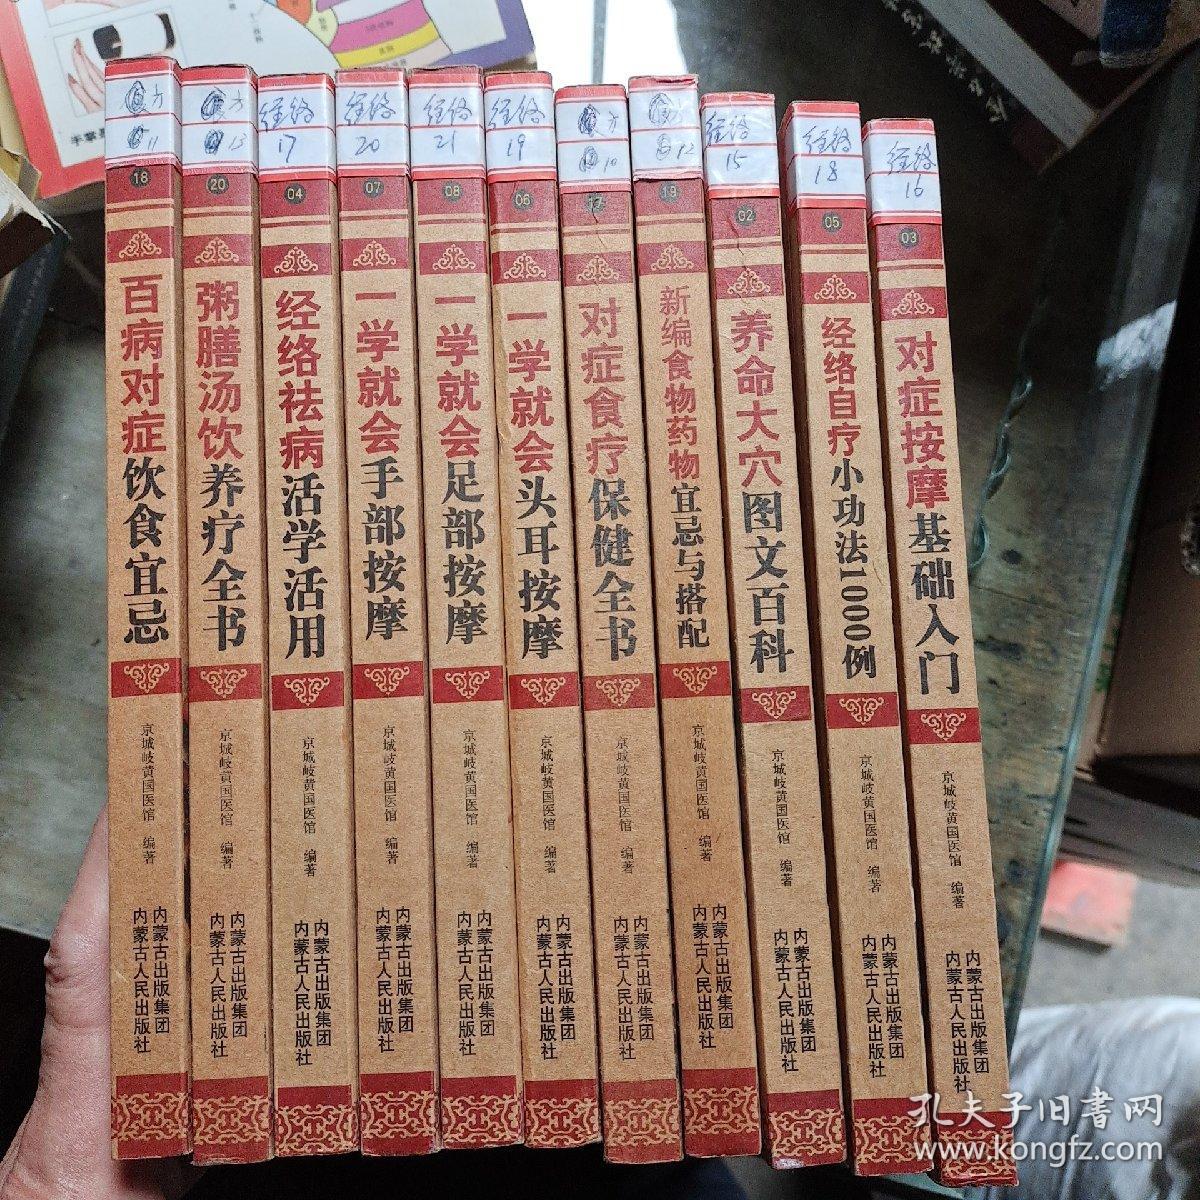 方
11
18
百病对症饮食宜忌
京城岐黄国医馆 编著
内蒙古出版集团
内蒙古人民出版社
方
13
20
粥膳汤饮养疗全书
京城岐黄国医馆 编著
内蒙古出版集团
内蒙古人民出版社
经络
17
04
经络祛病活学活用
京城岐黄国医馆 编著
内蒙古出版集团
内蒙古人民出版社
经络
20
07
一学就会手部按摩
京城岐黄国医馆 编著
内蒙古出版集团
内蒙古人民出版社
经络
21
08
一学就会足部按摩
京城岐黄国医馆 编著
内蒙古出版集团
内蒙古人民出版社
经络
19
06
一学就会头耳按摩
京城岐黄国医馆 编著
内蒙古出版集团
内蒙古人民出版社
方
10
17
对症食疗保健全书
京城岐黄国医馆 编著
内蒙古出版集团
内蒙古人民出版社
方
12
19
新编食物药物宜忌与搭配
京城岐黄国医馆 编著
内蒙古出版集团
内蒙古人民出版社
经络
15
02
养命大穴图文百科
京城岐黄国医馆 编著
内蒙古出版集团
内蒙古人民出版社
经络
18
05
经络自疗小功法1000例
京城岐黄国医馆 编著
内蒙古出版集团
内蒙古人民出版社
经络
16
03
对症按摩基础入门
京城岐黄国医馆 编著
内蒙古出版集团
内蒙古人民出版社
孔夫子旧书网
www.kongfz.com